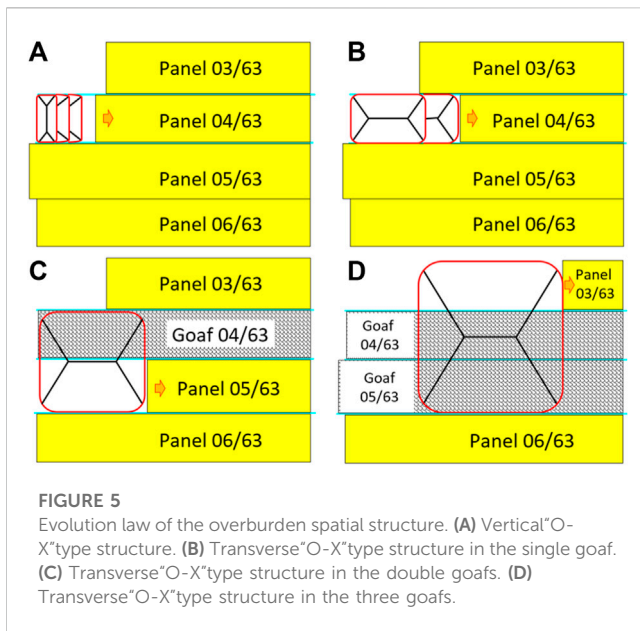 A
Panel 03/63
Panel 04/63
Panel 05/63
Panel 06/63
B
Panel 03/63
Panel 04/63
Panel 05/63
Panel 06/63
C
Panel 03/63
Goaf 04/63
Panel 05/63
Panel 06/63
D
Panel
03/63
Goaf
04/63
Goaf
05/63
Panel 06/63
FIGURE 5
Evolution law of the overburden spatial structure. (A) Vertical“O-
X”type structure. (B) Transverse“O-X”type structure in the single goaf.
(C) Transverse“O-X”type structure in the double goafs. (D)
Transverse“O-X”type structure in the three goafs.